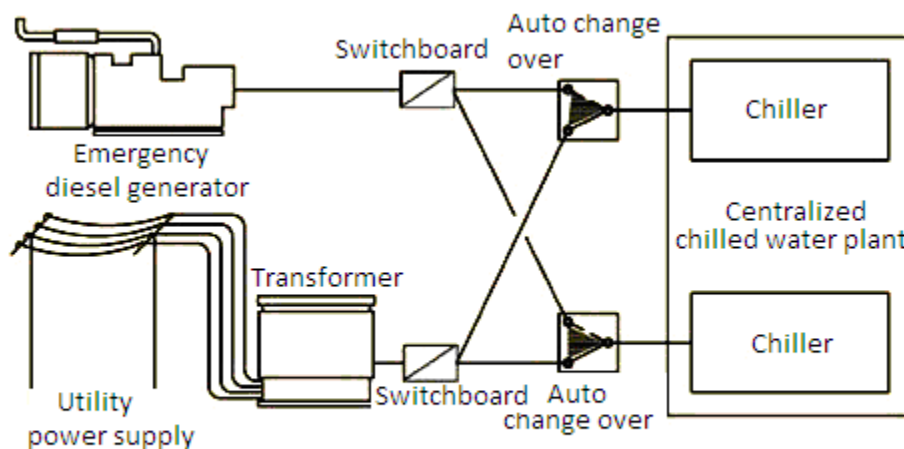 Auto change
over
Switchboard
Chiller
Emergency
diesel generator
Centralized
chilled water plant
Transformer
Chiller
Switchboard
Auto
change over
Utility
power supply